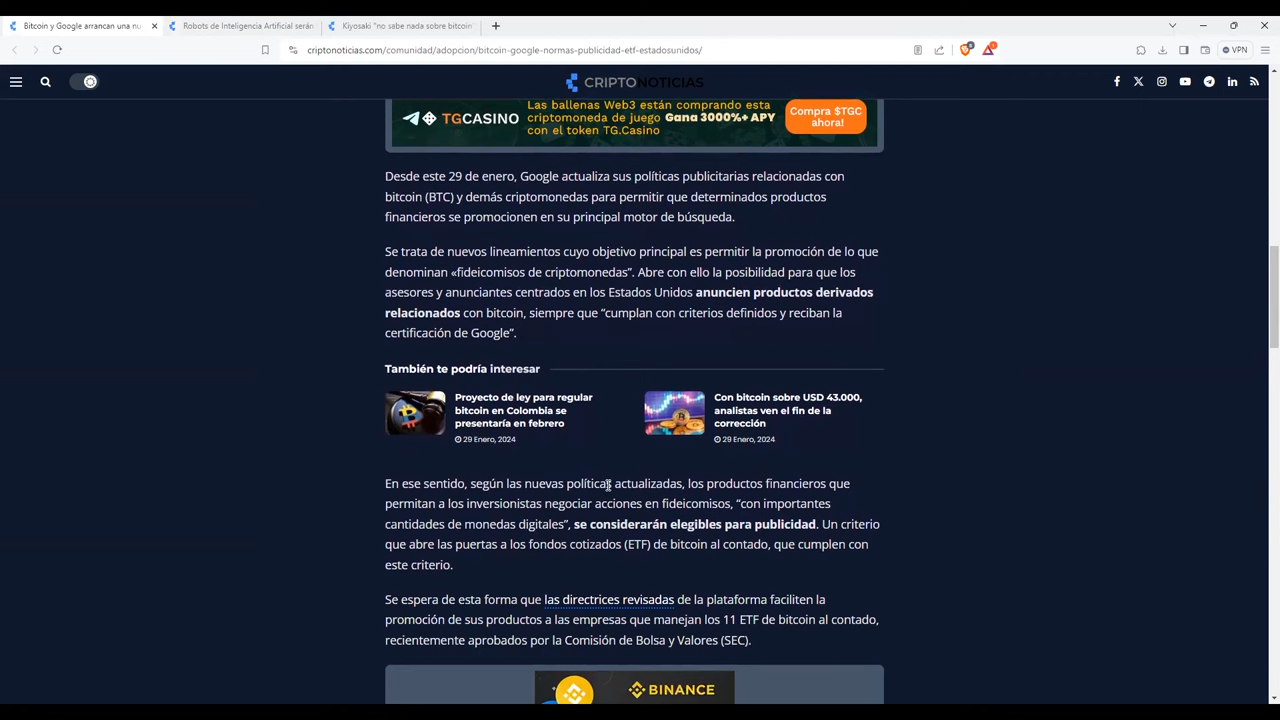 Bitcoin y Google arrancan una nu
Robots de Inteligencia Artificial serán
Kiyosaki "no sabe nada sobre bitcoin"
criptonoticias.com/comunidad/adopcion/bitcoin-google-normas-publicidad-etf-estadosunidos/
VPN
CRIPTONOTICIAS
TGCASINO
Las ballenas Web3 están comprando esta
criptomoneda de juego Gana 3000%+ APY
con el token TG.Casino
Compra $TGC
ahora!
Desde este 29 de enero, Google actualiza sus políticas publicitarias relacionadas con
bitcoin (BTC) y demás criptomonedas para permitir que determinados productos
financieros se promocionen en su principal motor de búsqueda.
Se trata de nuevos lineamientos cuyo objetivo principal es permitir la promoción de lo que
denominan «fideicomisos de criptomonedas". Abre con ello la posibilidad para que los
asesores y anunciantes centrados en los Estados Unidos anuncien productos derivados
relacionados con bitcoin, siempre que "cumplan con criterios definidos y reciban la
certificación de Google".
También te podría interesar
Proyecto de ley para regular
bitcoin en Colombia se
presentaría en febrero
29 Enero, 2024
Con bitcoin sobre USD 43.000,
analistas ven el fin de la
corrección
29 Enero, 2024
En ese sentido, según las nuevas políticas actualizadas, los productos financieros que
permitan a los inversionistas negociar acciones en fideicomisos, "con importantes
cantidades de monedas digitales", se considerarán elegibles para publicidad. Un criterio
que abre las puertas a los fondos cotizados (ETF) de bitcoin al contado, que cumplen con
este criterio.
Se espera de esta forma que las directrices revisadas de la plataforma faciliten la
promoción de sus productos a las empresas que manejan los 11 ETF de bitcoin al contado,
recientemente aprobados por la Comisión de Bolsa y Valores (SEC).
BINANCE